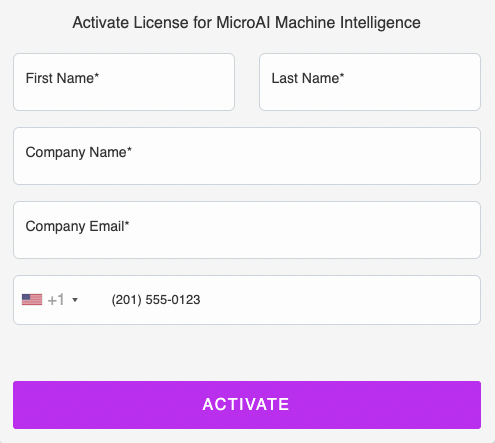 Activate License for MicroAI Machine Intelligence
First Name* Last Name*
Company Name*
Company Email*
+1 (201) 555-0123
ACTIVATE